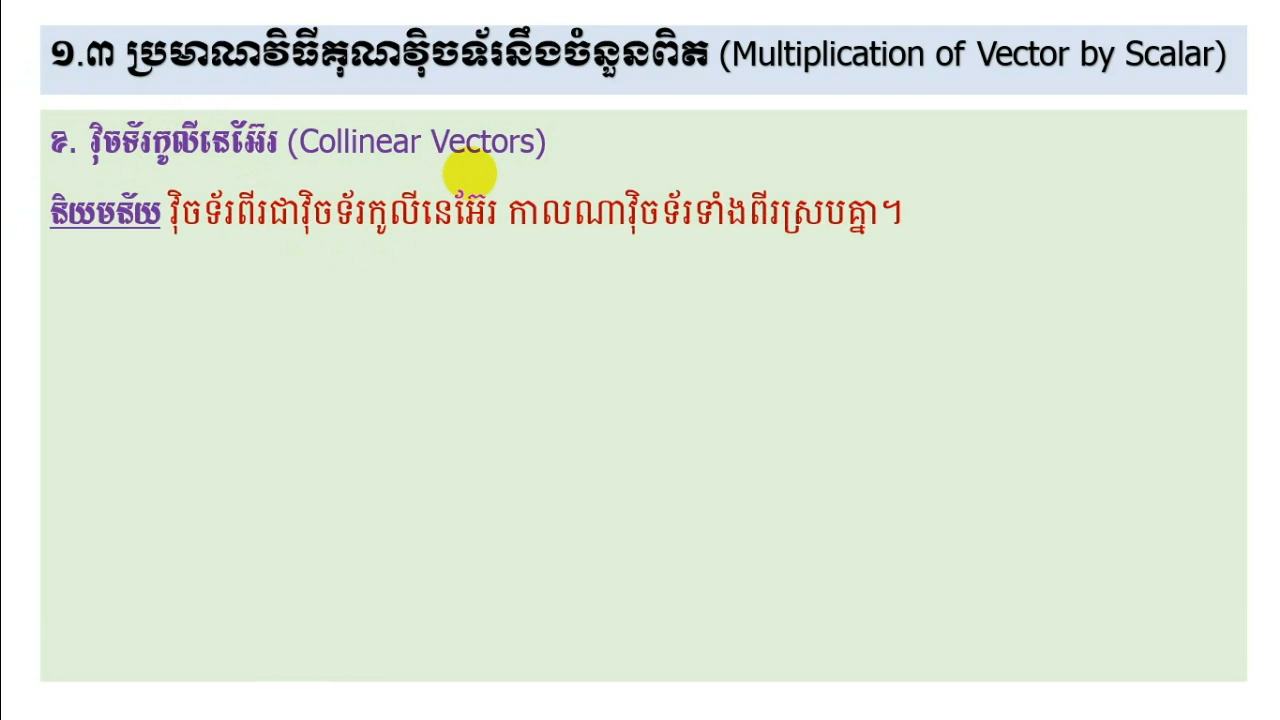 ១.៣ ប្រមាណវិធីគុណវ៉ិចទ័រនឹងចំនួនពិត (Multiplication of Vector by Scalar)
ខ. វ៉ិចទ័រកូលីនេអ៊ែរ (Collinear Vectors)
និយមន័យ វ៉ិចទ័រពីរជាវ៉ិចទ័រកូលីនេអ៊ែរ កាលណាវ៉ិចទ័រទាំងពីរស្របគ្នា។